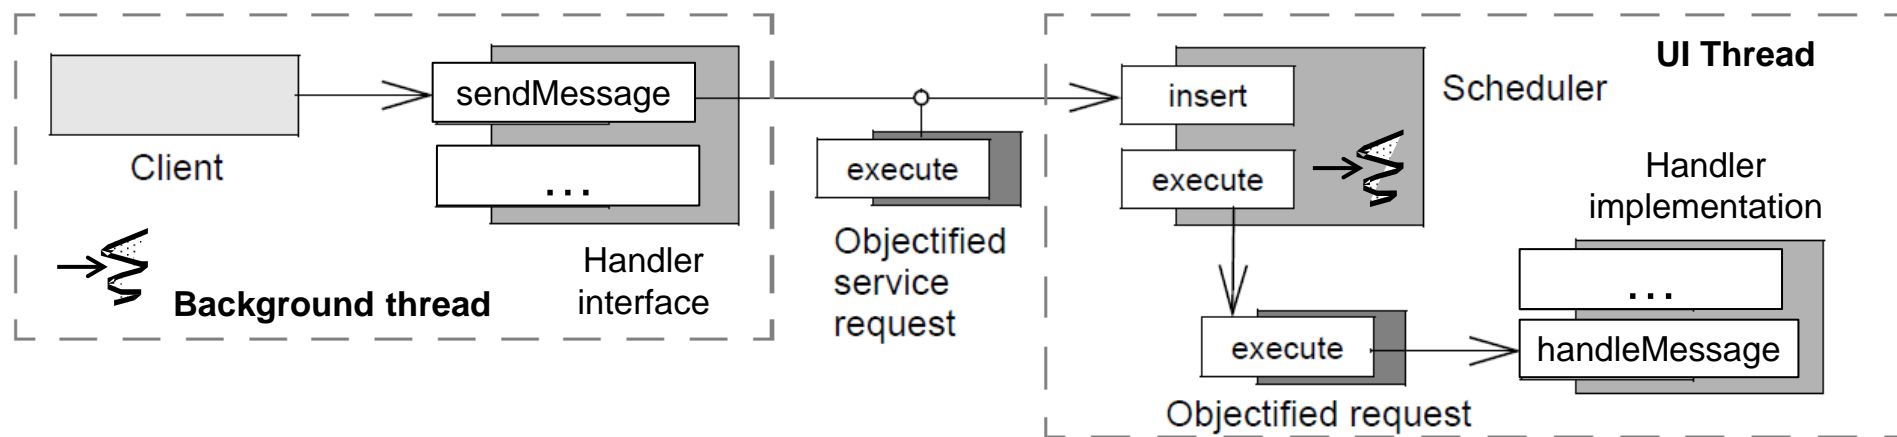 sendMessage
Client
...
Handler
interface
Background thread
execute
Objectified
service
request
UI Thread
insert
Scheduler
execute
Handler
implementation
...
execute
handleMessage
Objectified request